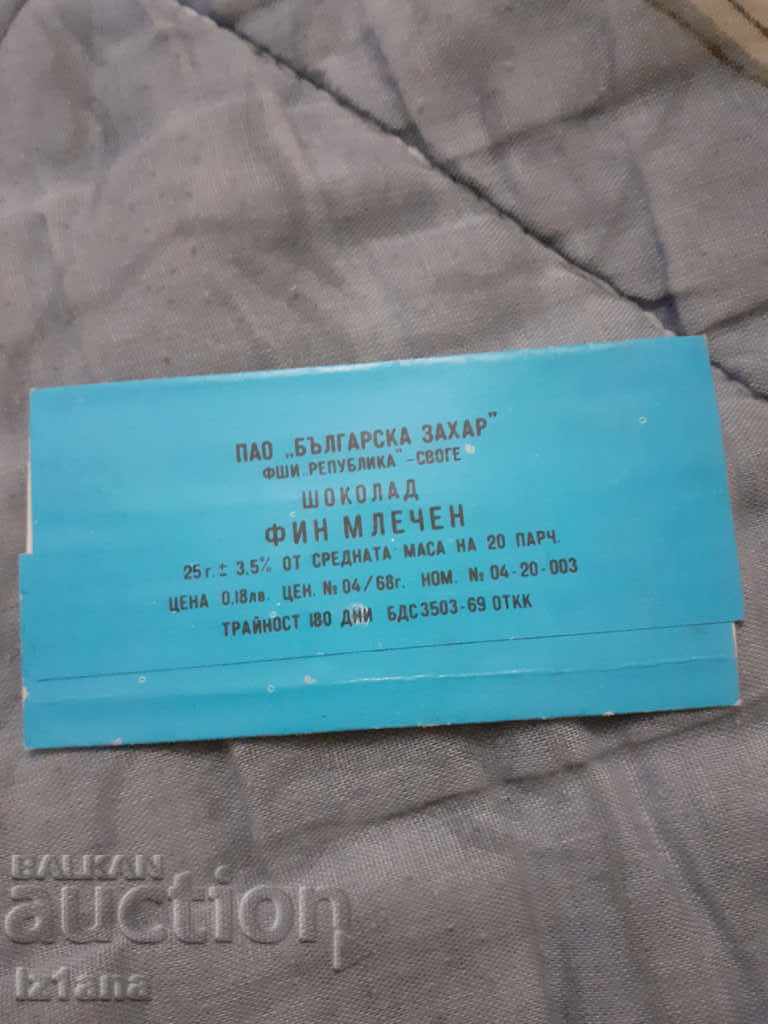 ПАО „БЪЛГАРСКА ЗАХАР"
ФШИ „РЕПУБЛИКА" - СВОГЕ
ШОКОЛАД
ФИН МЛЕЧЕН
25 г. ± 3.5% ОТ СРЕДНАТА МАСА НА 20 ПАРЧ.
ЦЕНА 0.18лв. ЦЕН. № 04/68г. НОМ. № 04-20-003
ТРАЙНОСТ 180 ДНИ БДС 3503-69 ОТКК
BALKAN
auction
iz1ana